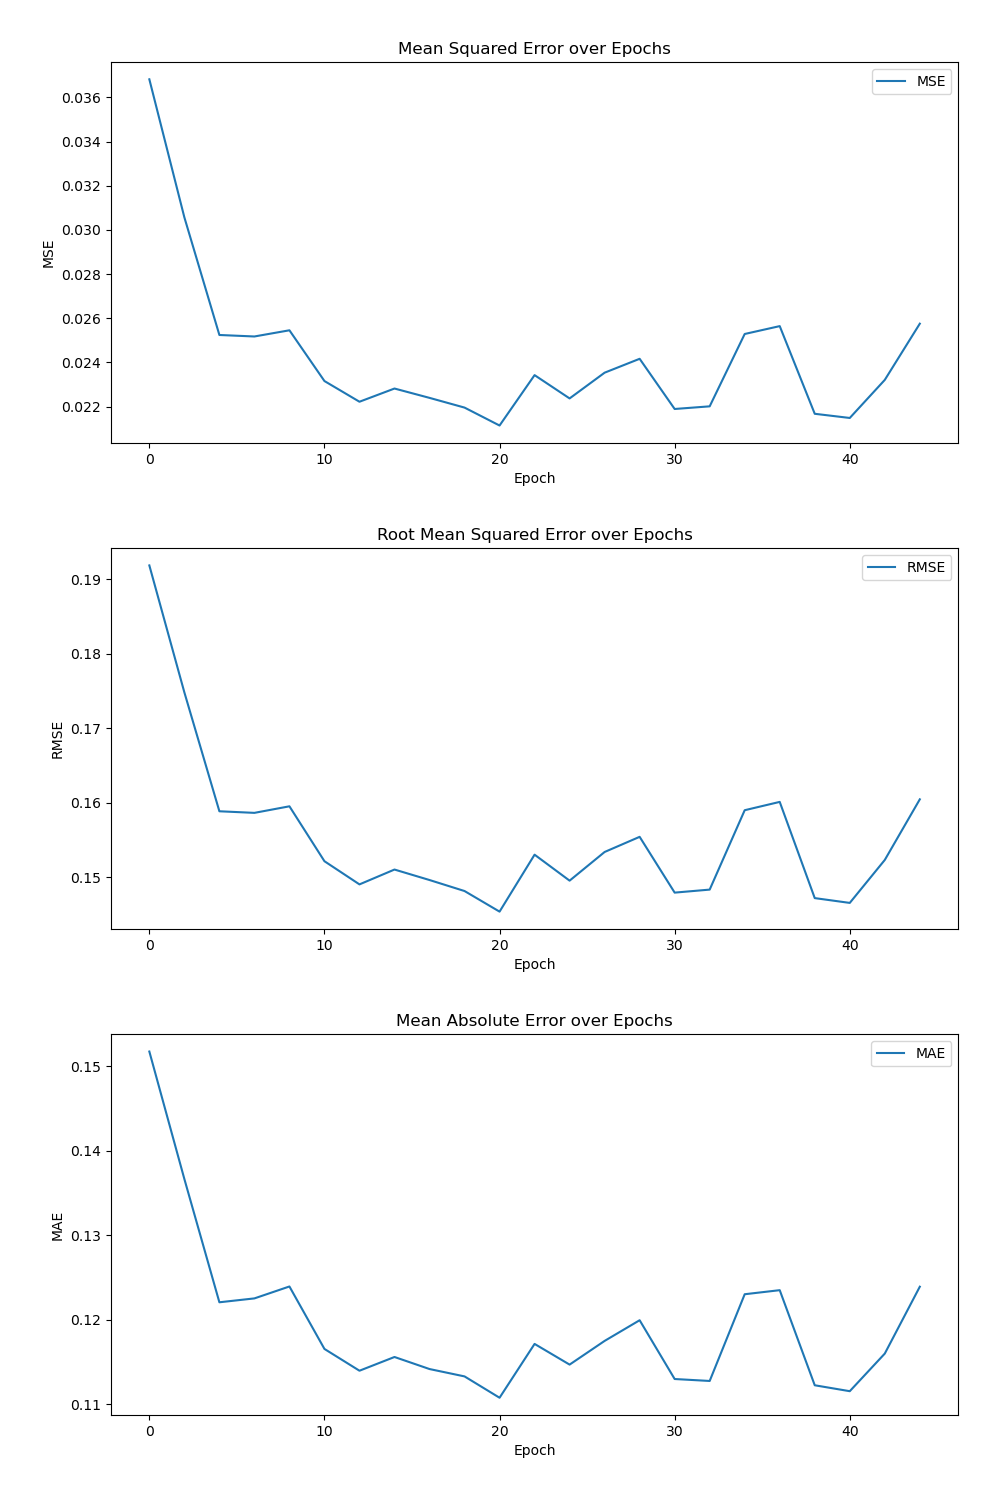 Mean Squared Error over Epochs
MSE
0.036
0.034
0.032
0.030
0.028
0.026
0.024
0.022
MSE
0 10 20 30 40
Epoch
Root Mean Squared Error over Epochs
RMSE
0.19
0.18
0.17
0.16
0.15
RMSE
0 10 20 30 40
Epoch
Mean Absolute Error over Epochs
MAE
0.15
0.14
0.13
0.12
0.11
MAE
0 10 20 30 40
Epoch